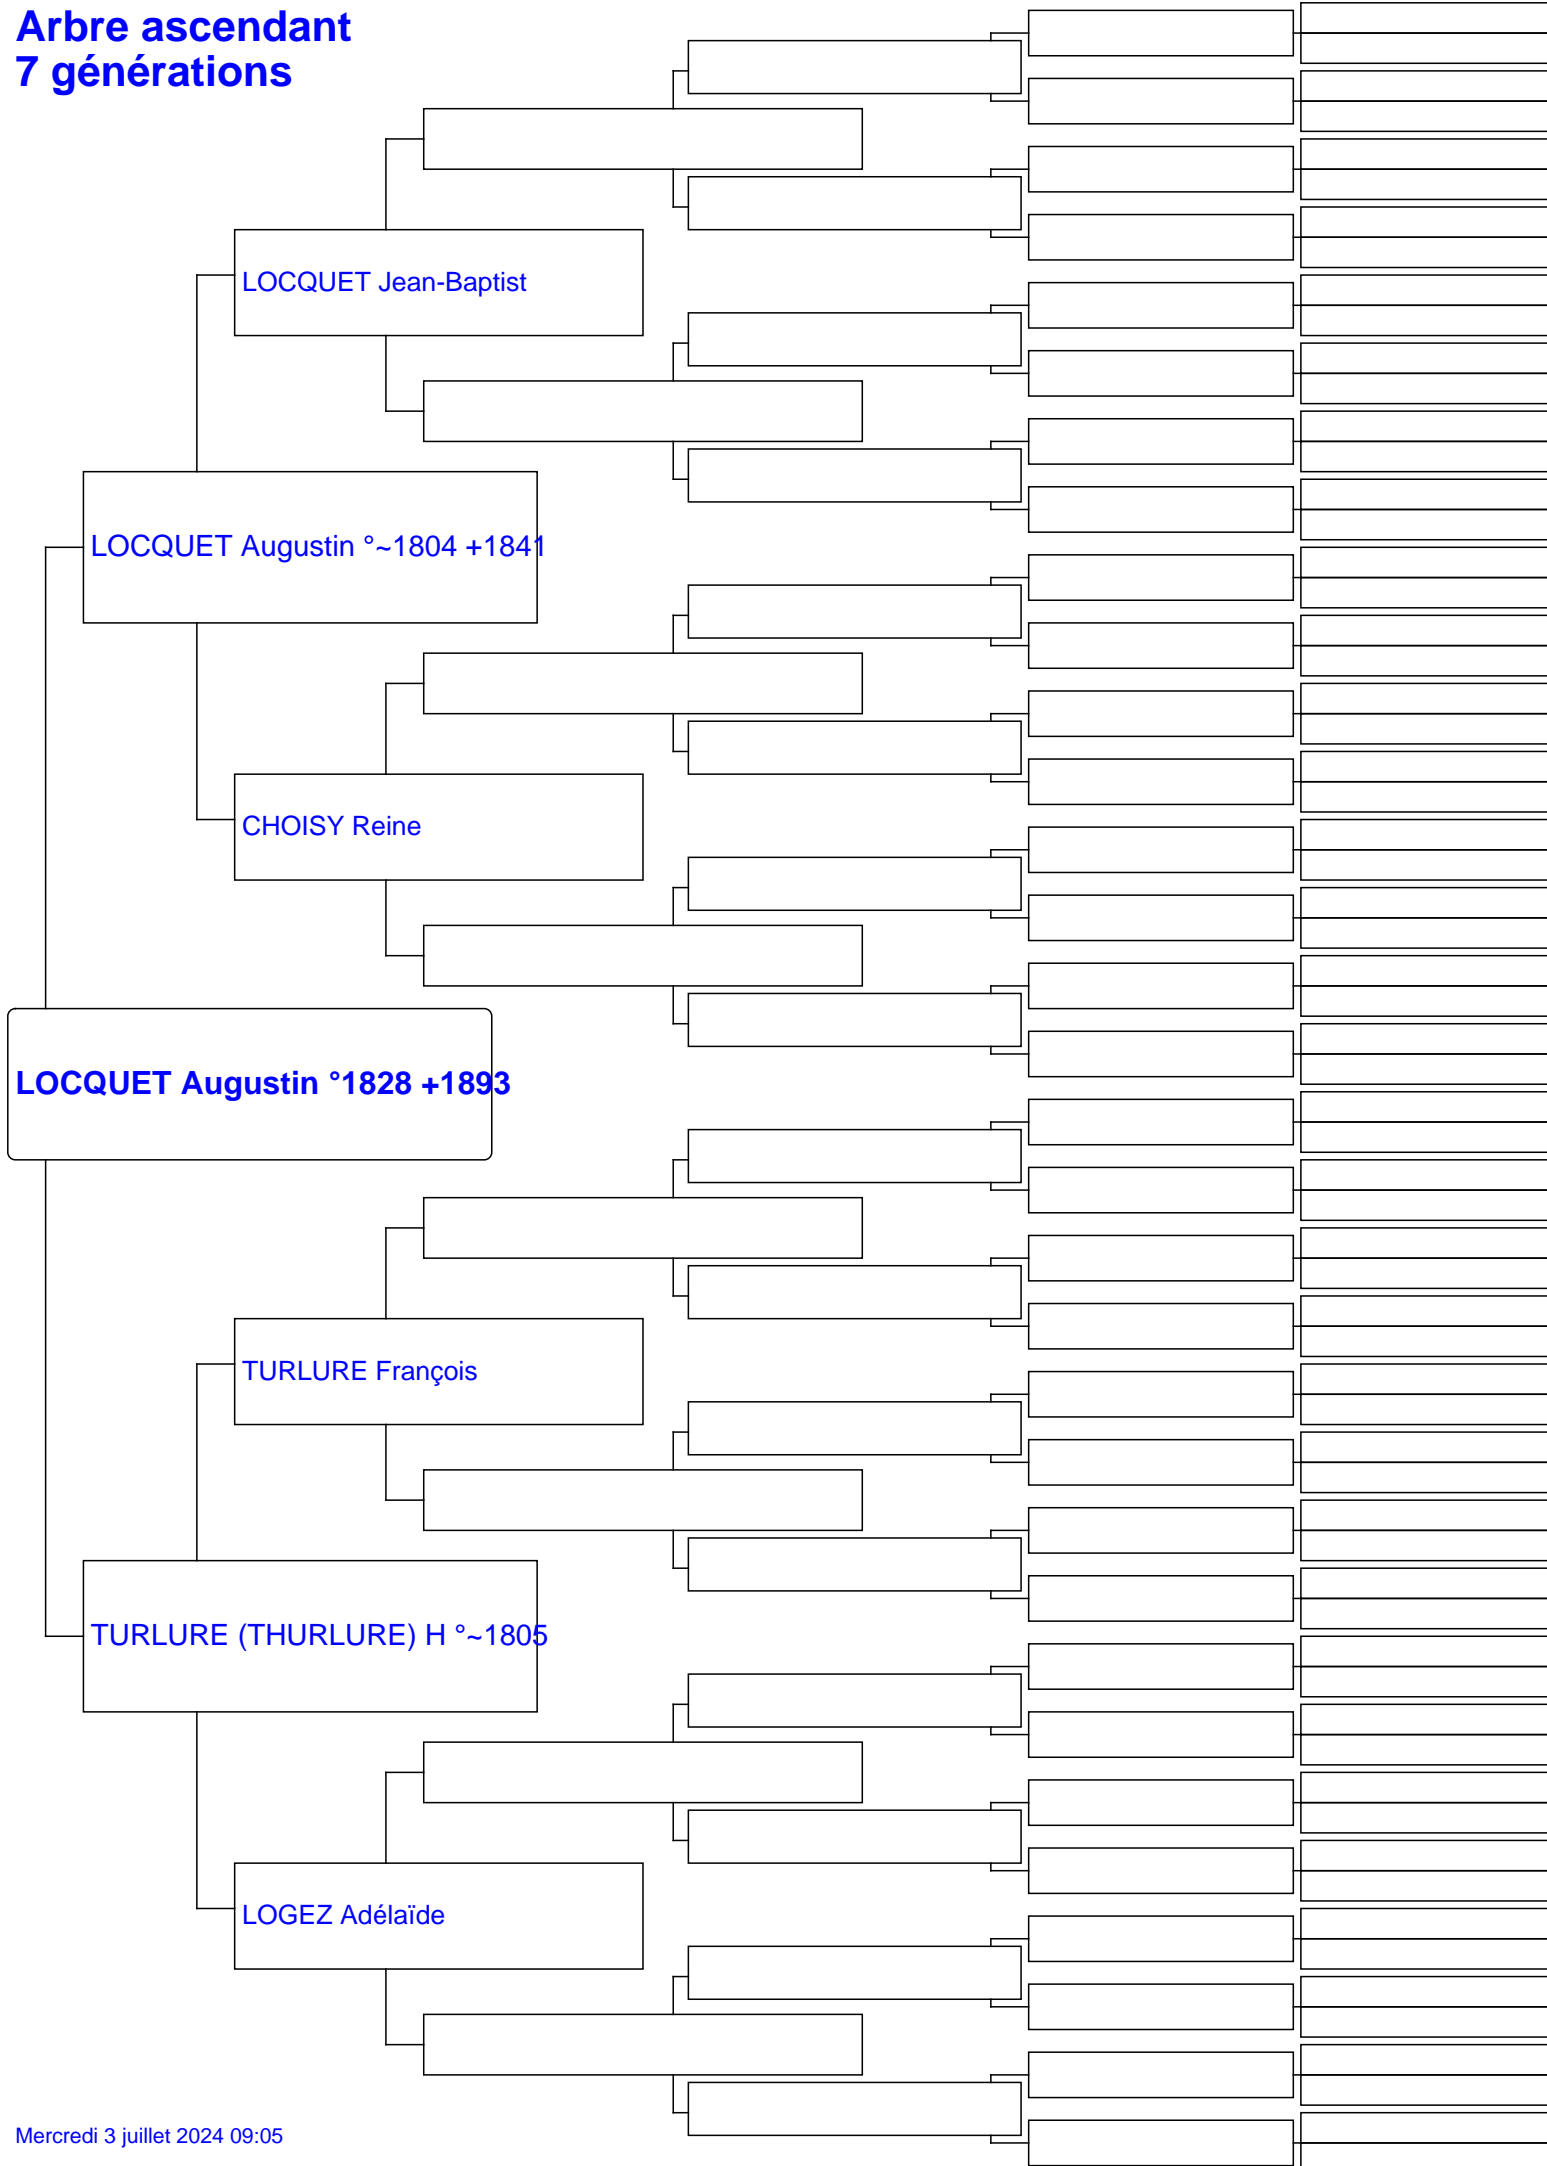 Arbre ascendant
7 générations
LOCQUET Jean-Baptist
LOCQUET Augustin °~1804 +1841
CHOISY Reine
LOCQUET Augustin °1828 +1893
TURLURE François
TURLURE (THURLURE) H °~1805
LOGEZ Adélaïde
Mercredi 3 juillet 2024 09:05